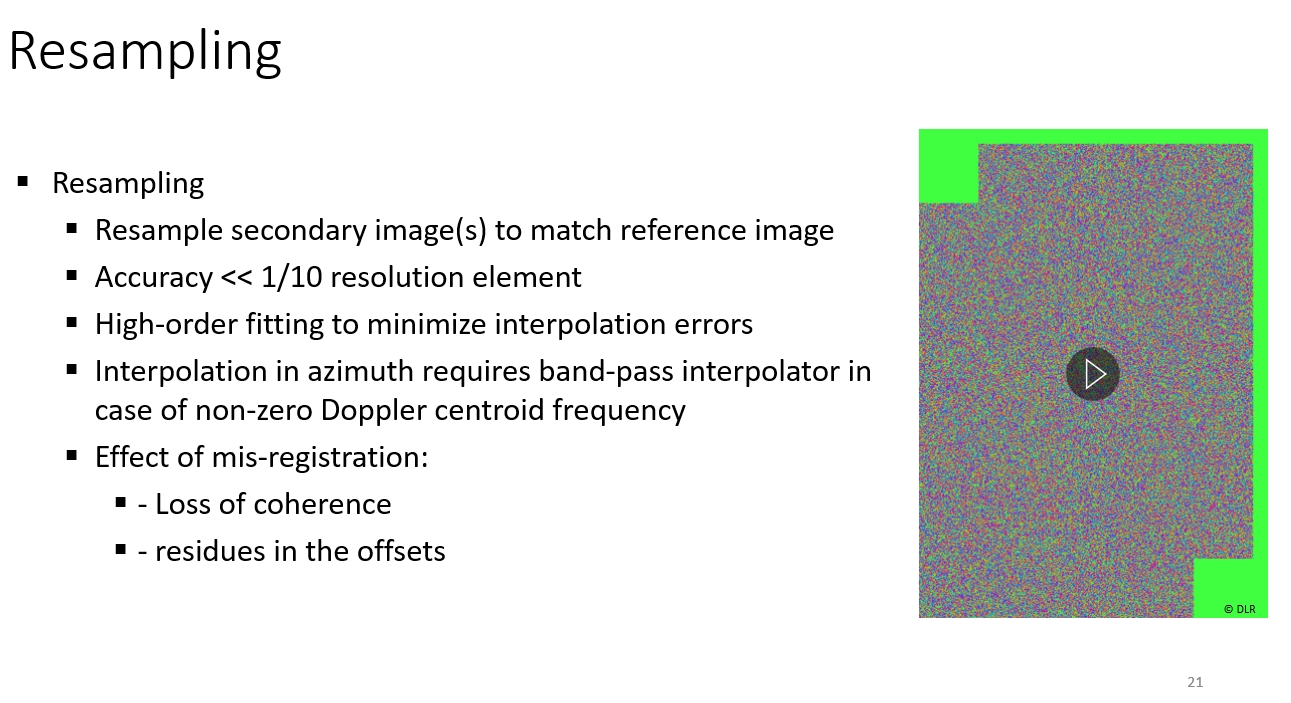 Resampling
▪ Resampling
▪ Resample secondary image(s) to match reference image
▪ Accuracy << 1/10 resolution element
▪ High-order fitting to minimize interpolation errors
▪ Interpolation in azimuth requires band-pass interpolator in
case of non-zero Doppler centroid frequency
▪ Effect of mis-registration:
▪ - Loss of coherence
▪ - residues in the offsets
© DLR
21